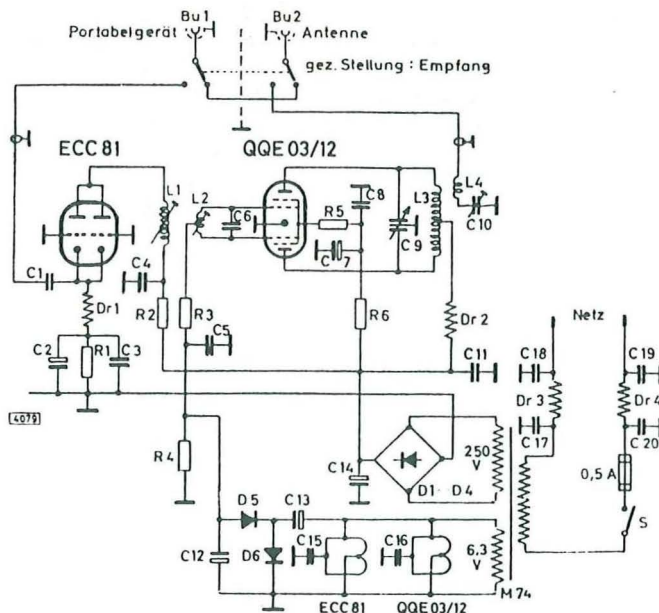 Bu1 Bu2
Portabelgerät Antenne
gez. Stellung : Empfang
ECC 81 QQE 03/12
L1 L2 C6 R5 C8 C7 C9 L3 L4 C10
C1 C4 Dr1 R2 R3 R6 Dr 2
C2 R1 C3 C5 C11
Netz
C18 C19
Dr 3 Dr 4
C17 C20
4079
R4 C14 250 V 0,5 A
D1-D4
D5 C13 S
C12 D6 C15 C16 6,3 V
M 74
ECC 81 QQE 03/12